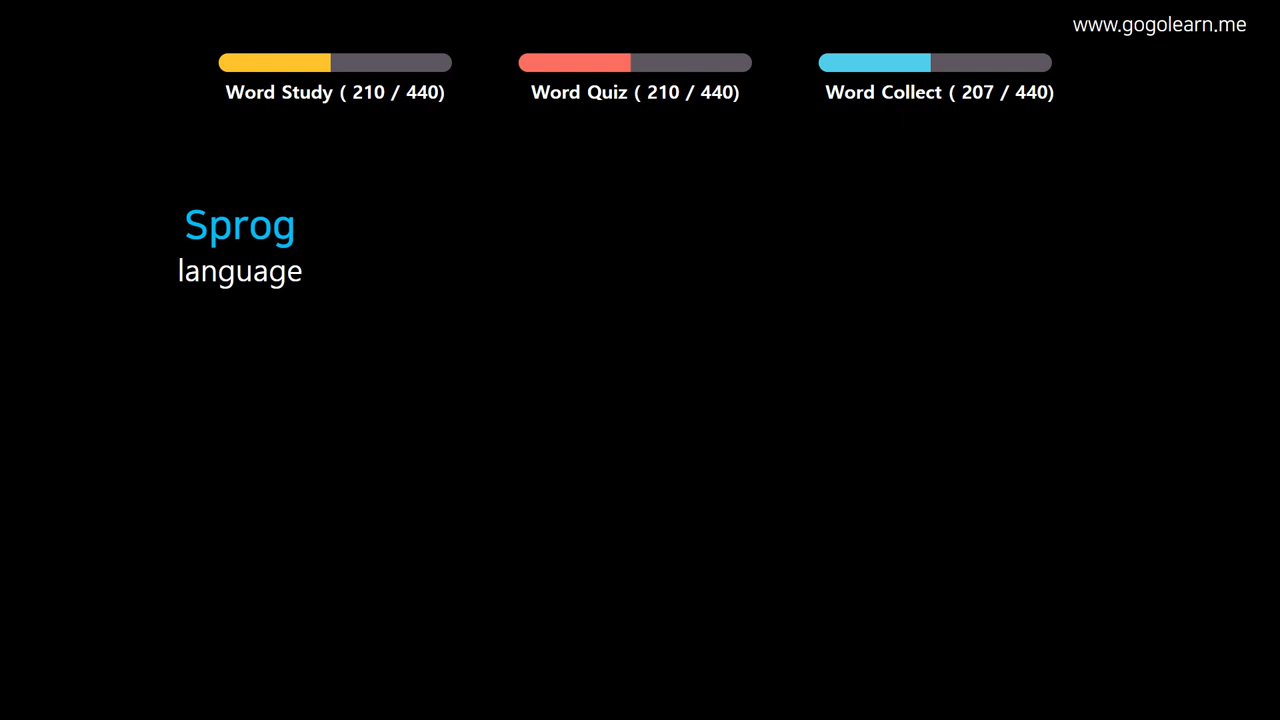 www.gogolearn.me
Word Study ( 210 / 440)
Word Quiz ( 210 / 440)
Word Collect ( 207 / 440)
Sprog
language